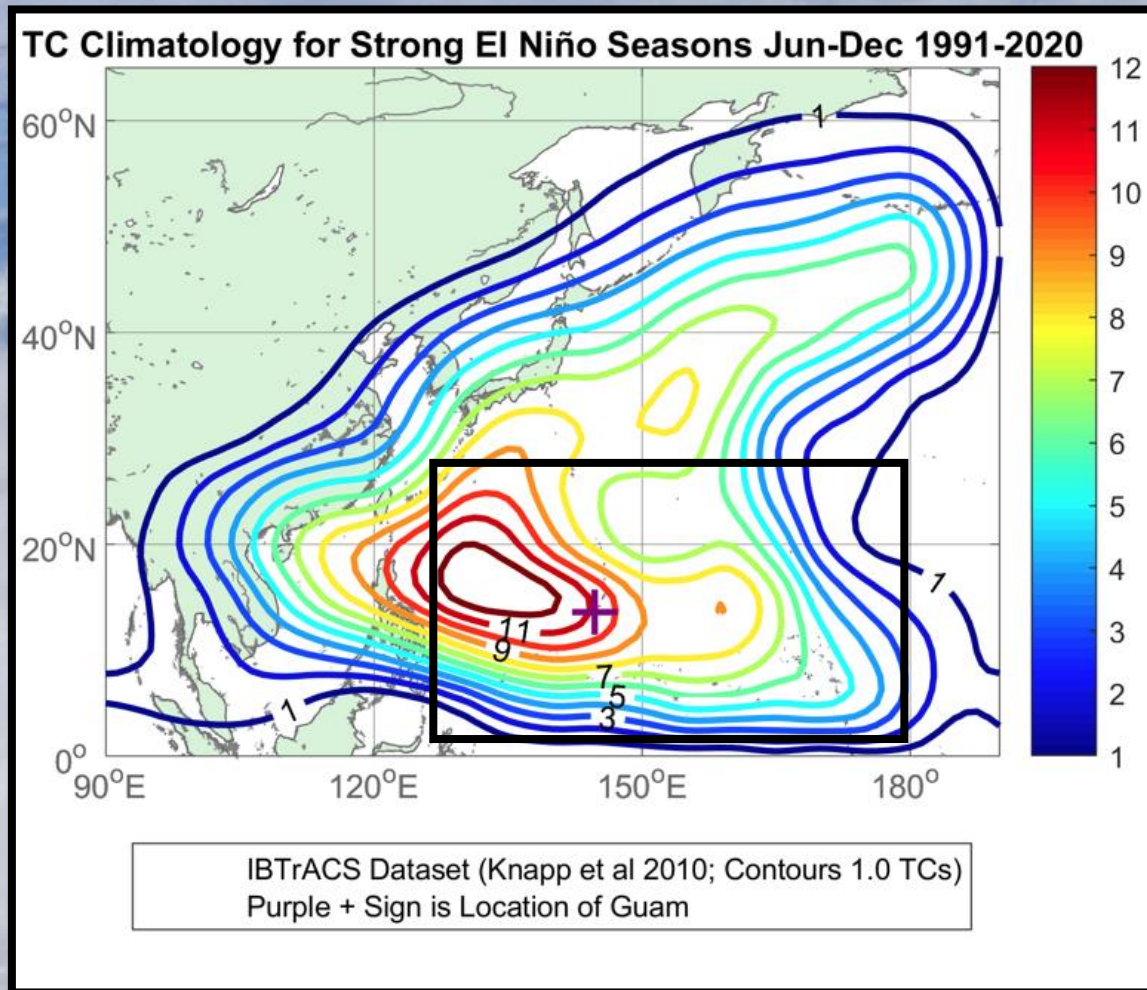 TC Climatology for Strong El Niño Seasons Jun-Dec 1991-2020
60°N
40°N
20°N
0°
90°E
120°E
150°E
180°
1
1
1
11
9
7
5
3
12
11
10
9
8
7
6
5
4
3
2
1
IBTrACS Dataset (Knapp et al 2010; Contours 1.0 TCs)
Purple + Sign is Location of Guam